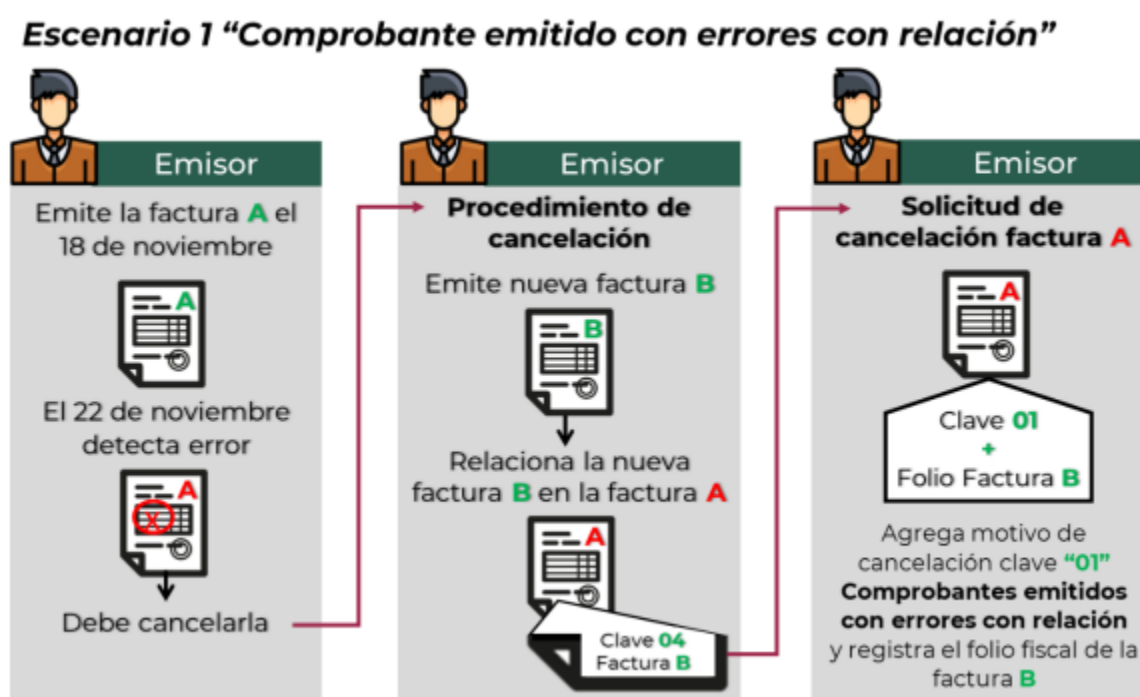 Escenario 1 “Comprobante emitido con errores con relación”
Emisor
Emite la factura A el
18 de noviembre
A
El 22 de noviembre
detecta error
A
X
Debe cancelarla
Emisor
Procedimiento de
cancelación
Emite nueva factura B
B
Relaciona la nueva
factura B en la factura A
A
Clave 04
Factura B
Emisor
Solicitud de
cancelación factura A
A
Clave 01
+
Folio Factura B
Agrega motivo de
cancelación clave “01”
Comprobantes emitidos
con errores con relación
y registra el folio fiscal de la
factura B